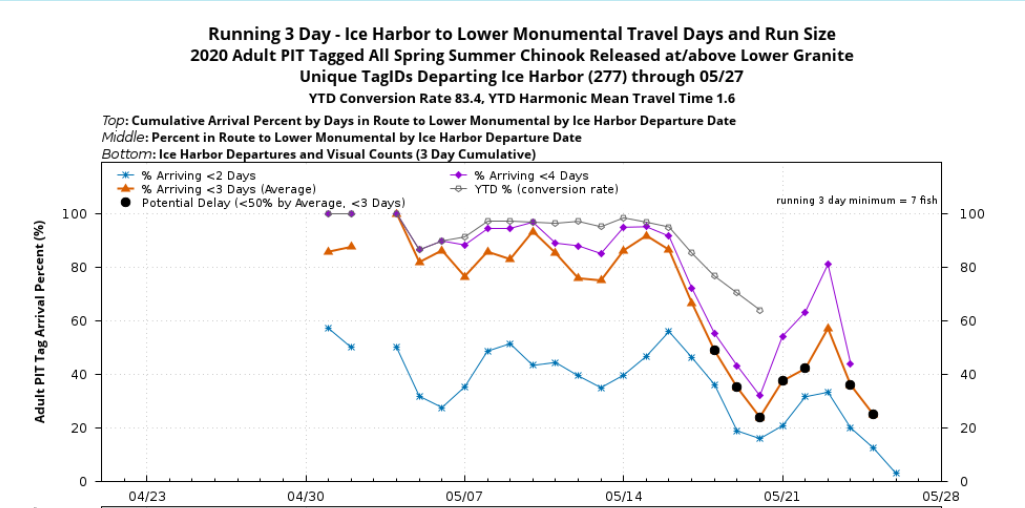 Running 3 Day - Ice Harbor to Lower Monumental Travel Days and Run Size
2020 Adult PIT Tagged All Spring Summer Chinook Released at/above Lower Granite
Unique TagIDs Departing Ice Harbor (277) through 05/27
YTD Conversion Rate 83.4, YTD Harmonic Mean Travel Time 1.6
Top: Cumulative Arrival Percent by Days in Route to Lower Monumental by Ice Harbor Departure Date
Middle: Percent in Route to Lower Monumental by Ice Harbor Departure Date
Bottom: Ice Harbor Departures and Visual Counts (3 Day Cumulative)
% Arriving <2 Days
% Arriving <4 Days
% Arriving <3 Days (Average)
YTD % (conversion rate)
Potential Delay (<50% by Average, <3 Days)
running 3 day minimum = 7 fish
Adult PIT Tag Arrival Percent (%)
100 100
80 80
60 60
40 40
20 20
0 0
04/23 04/30 05/07 05/14 05/21 05/28